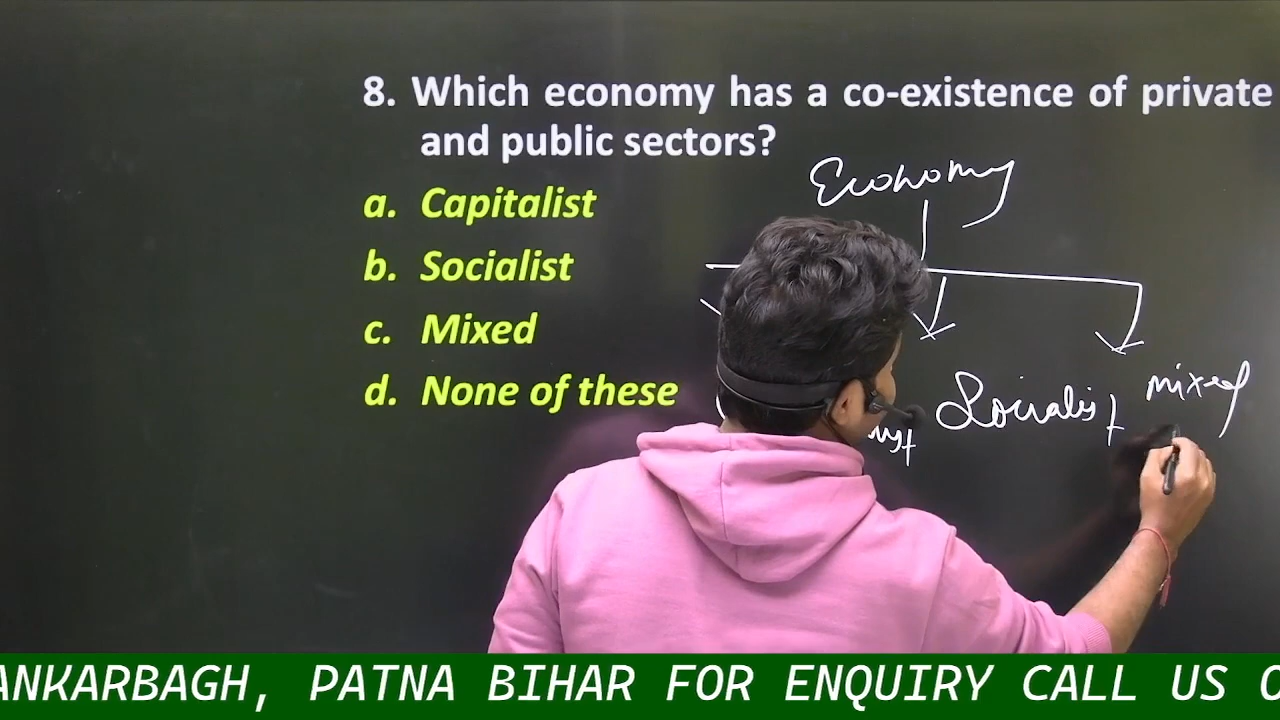 8. Which economy has a co-existence of private
and public sectors?
a. Capitalist
b. Socialist
c. Mixed
d. None of these
Economy
Socialist
mixed
ANKARBAGH, PATNA BIHAR FOR ENQUIRY CALL US O